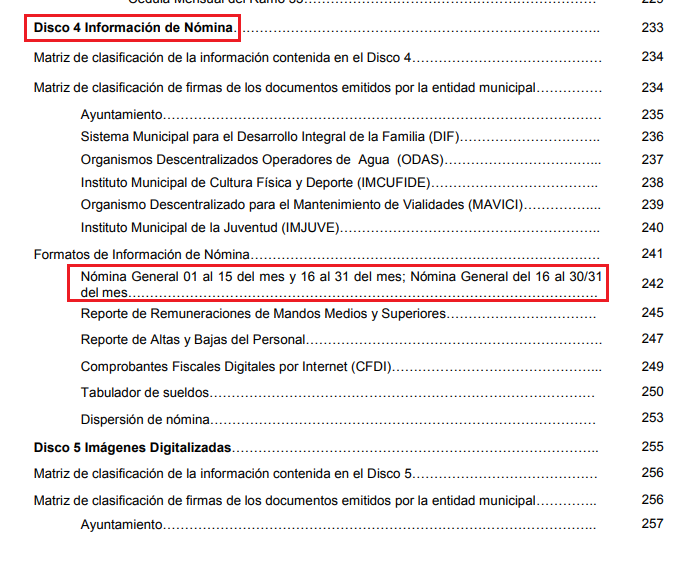 Cédula Mensual del Ramo 33…………………………………………………….. 229
Disco 4 Información de Nómina…………………………………………………….. 233
Matriz de clasificación de la información contenida en el Disco 4………………………… 234
Matriz de clasificación de firmas de los documentos emitidos por la entidad municipal…………… 234
Ayuntamiento…………………………………………………………………….. 235
Sistema Municipal para el Desarrollo Integral de la Familia (DIF)…………………… 236
Organismos Descentralizados Operadores de Agua (ODAS)………………………….. 237
Instituto Municipal de Cultura Física y Deporte (IMCUFIDE)………………………….. 238
Organismo Descentralizado para el Mantenimiento de Vialidades (MAVICI)……………... 239
Instituto Municipal de la Juventud (IMJUVE)…………………………………….. 240
Formatos de Información de Nómina…………………………………………………….. 241
Nómina General 01 al 15 del mes y 16 al 31 del mes; Nómina General del 16 al 30/31
del mes……………………………………………………………………………. 242
Reporte de Remuneraciones de Mandos Medios y Superiores……………………… 245
Reporte de Altas y Bajas del Personal…………………………………………….. 247
Comprobantes Fiscales Digitales por Internet (CFDI)……………………………... 249
Tabulador de sueldos……………………………………………………………… 250
Dispersión de nómina…………………………………………………………….. 253
Disco 5 Imágenes Digitalizadas…………………………………………………….. 255
Matriz de clasificación de la información contenida en el Disco 5………………………… 256
Matriz de clasificación de firmas de los documentos emitidos por la entidad municipal………….. 256
Ayuntamiento…………………………………………………………………….. 257